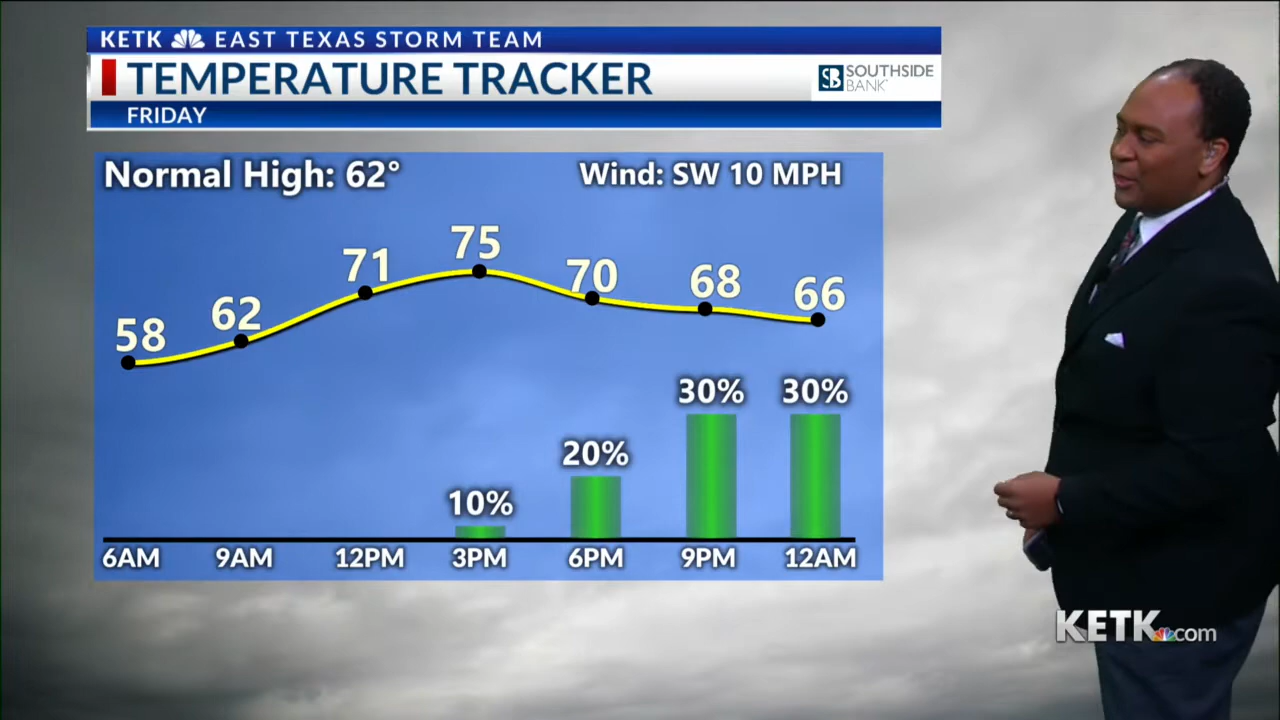 KETK EAST TEXAS STORM TEAM
TEMPERATURE TRACKER
SB SOUTHSIDE BANK
FRIDAY
Normal High: 62°
Wind: SW 10 MPH
58 62 71 75 70 68 66
10% 20% 30% 30%
6AM 9AM 12PM 3PM 6PM 9PM 12AM
KETK.com